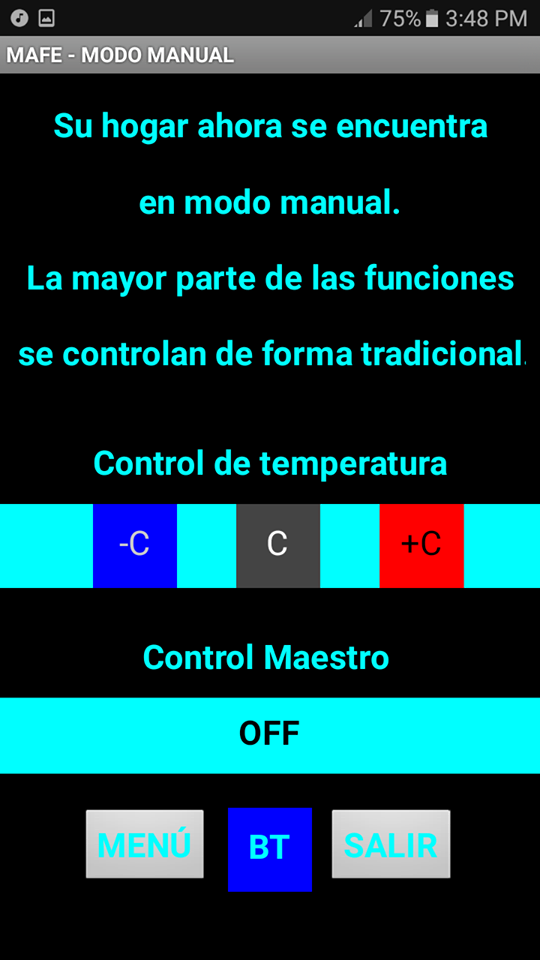 75% 3:48 PM
MAFE - MODO MANUAL
Su hogar ahora se encuentra
en modo manual.
La mayor parte de las funciones
se controlan de forma tradicional.
Control de temperatura
-C C +C
Control Maestro
OFF
MENÚ BT SALIR